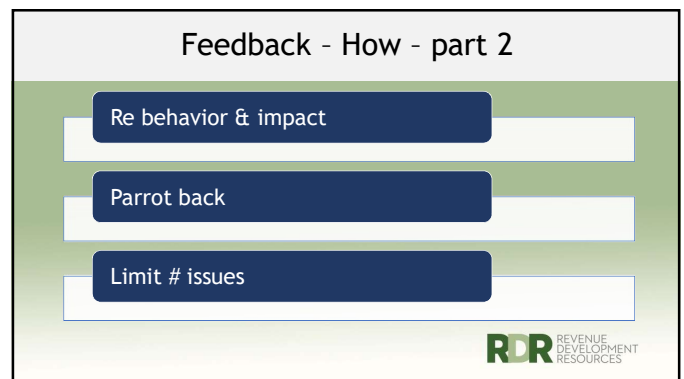 Feedback – How – part 2
Re behavior & impact
Parrot back
Limit # issues
RDR REVENUE
DEVELOPMENT
RESOURCES